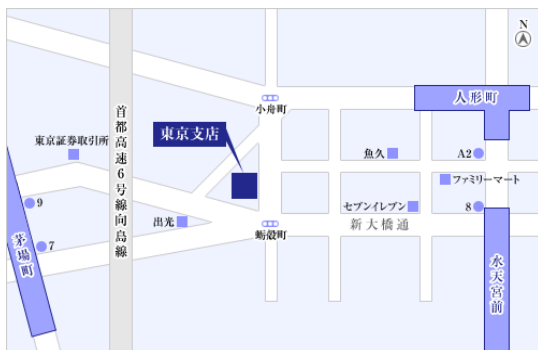 N
人形町
小舟町
首都高速6号線向島線
東京支店
東京証券取引所
魚久
A2
ファミリーマート
9
セブンイレブン
8
出光
新大橋通
蛎殻町
7
茅場町
水天宮前